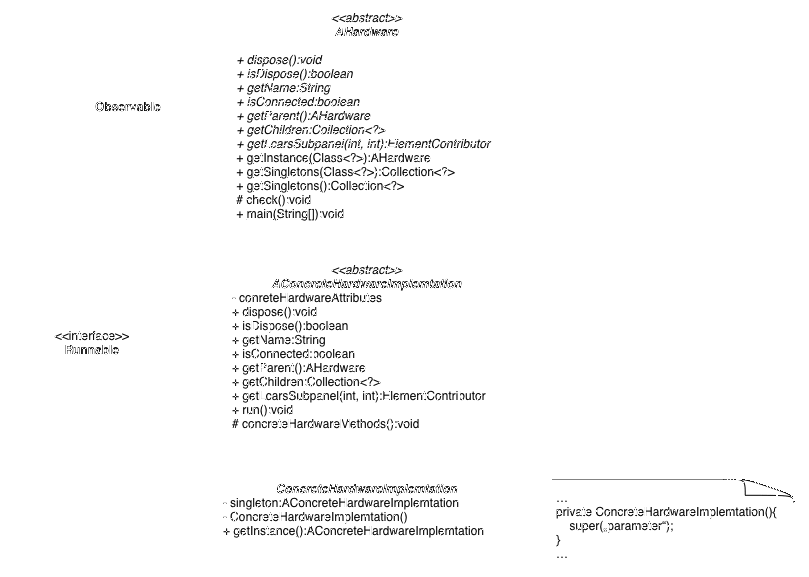 <<abstract>>
AHardware
+ dispose():void
+ isDispose():boolean
+ getName:String
+ isConnected:boolean
+ getParent():AHardware
+ getChildren:Collection<?>
+ getLcarsSubpanel(int, int):ElementContributor
+ getInstance(Class<?>):AHardware
+ getSingletons(Class<?>):Collection<?>
+ getSingletons():Collection<?>
# check():void
+ main(String[]):void
Observable
<<abstract>>
AConcreteHardwareImplemtation
- conreteHardwareAttributes
+ dispose():void
+ isDispose():boolean
+ getName:String
+ isConnected:boolean
+ getParent():AHardware
+ getChildren:Collection<?>
+ getLcarsSubpanel(int, int):ElementContributor
+ run():void
# concreteHardwareMethods():void
<<interface>>
Runnable
ConcreteHardwareImplemtation
- singleton:AConcreteHardwareImplemtation
- ConcreteHardwareImplemtation()
+ getInstance():AConcreteHardwareImplemtation
...
private ConcreteHardwareImplemtation(){
super(„parameter“);
}
...